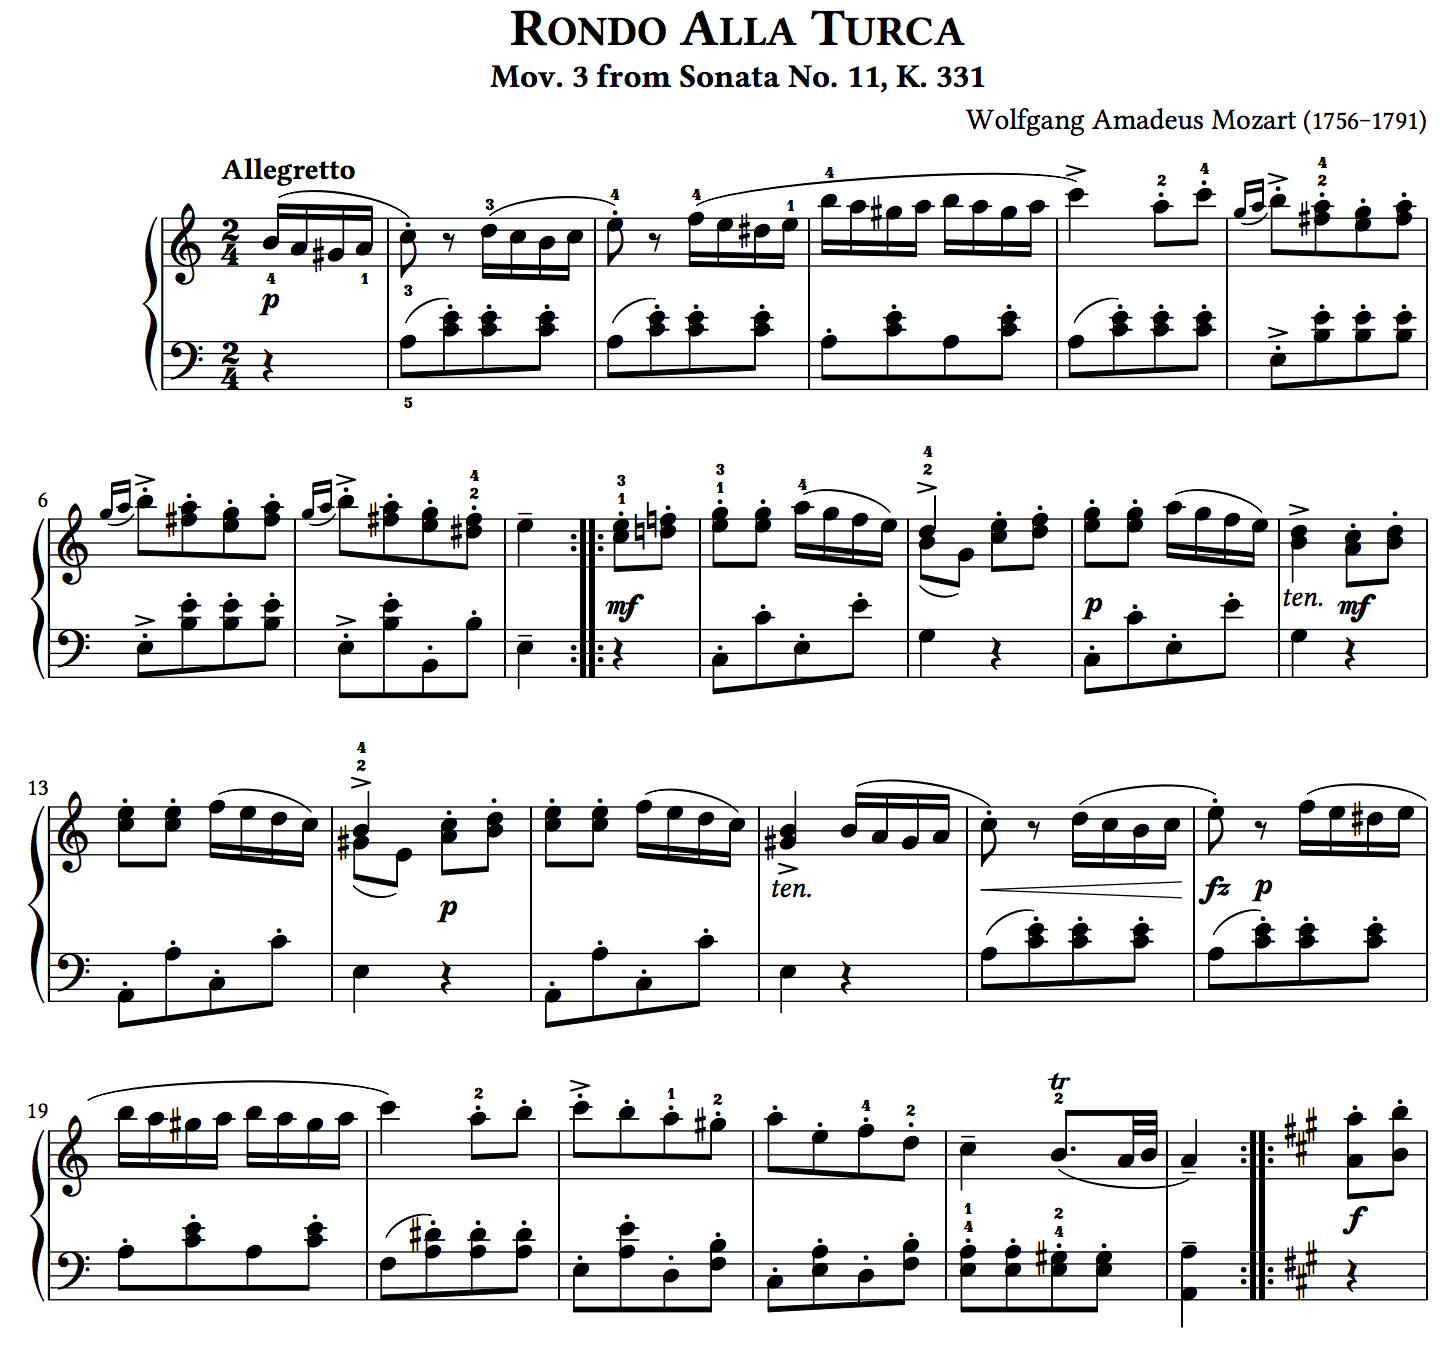 RONDO ALLA TURCA
Mov. 3 from Sonata No. 11, K. 331
Wolfgang Amadeus Mozart (1756–1791)
Allegretto
4 4 2
3 4 4 4 2 4 2
1
2 4
4 1
p
3
2 4
5
4
4 2
3 3 4 2
6 1 1 4
mf p ten. mf
4
2
13
p ten. fz p
tr
19 2 1 2 4 2 2
f
1 2
4 4